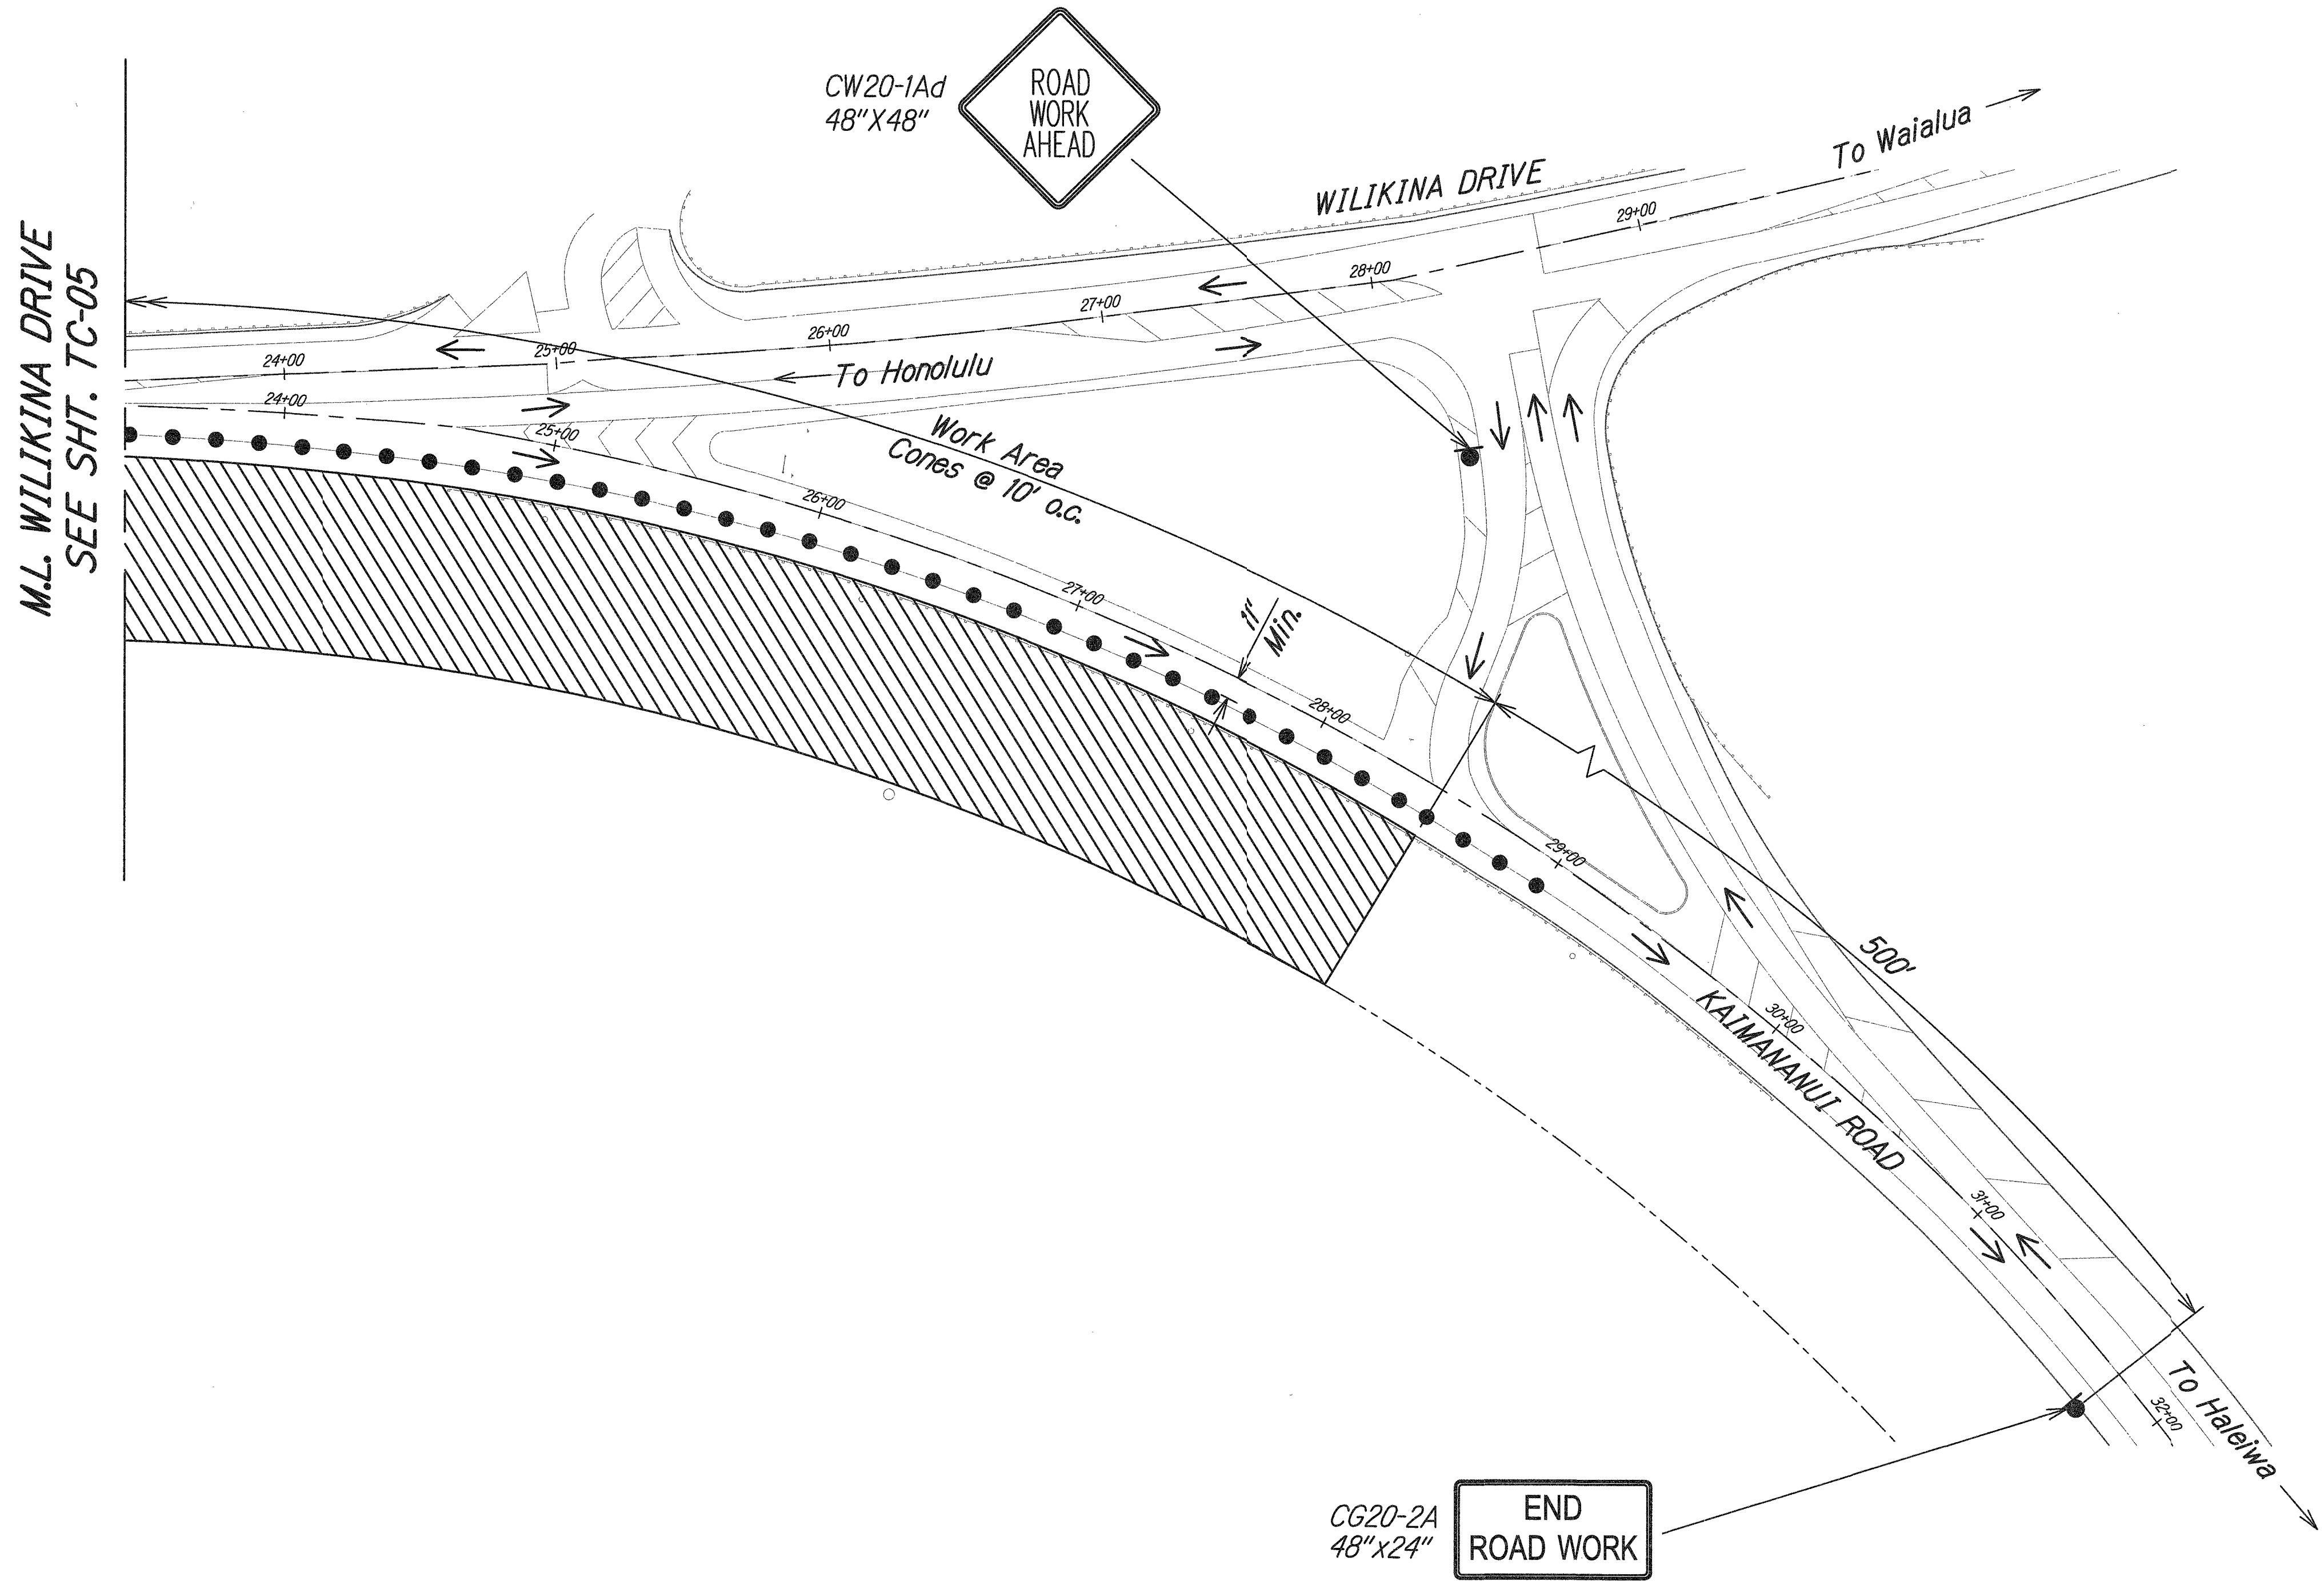 CW20-1Ad
48"X48"
ROAD
WORK
AHEAD
To Waialua
WILIKINA DRIVE
29+00
28+00
27+00
26+00
25+00
24+00
To Honolulu
M.L. WILIKINA DRIVE
SEE SHT. TC-05
24+00
25+00
26+00
27+00
28+00
29+00
30+00
31+00
32+00
Work Area
Cones @ 10' o.c.
11'
Min.
500'
KAIMANANUI ROAD
To Haleiwa
CG20-2A
48"x24"
END
ROAD WORK